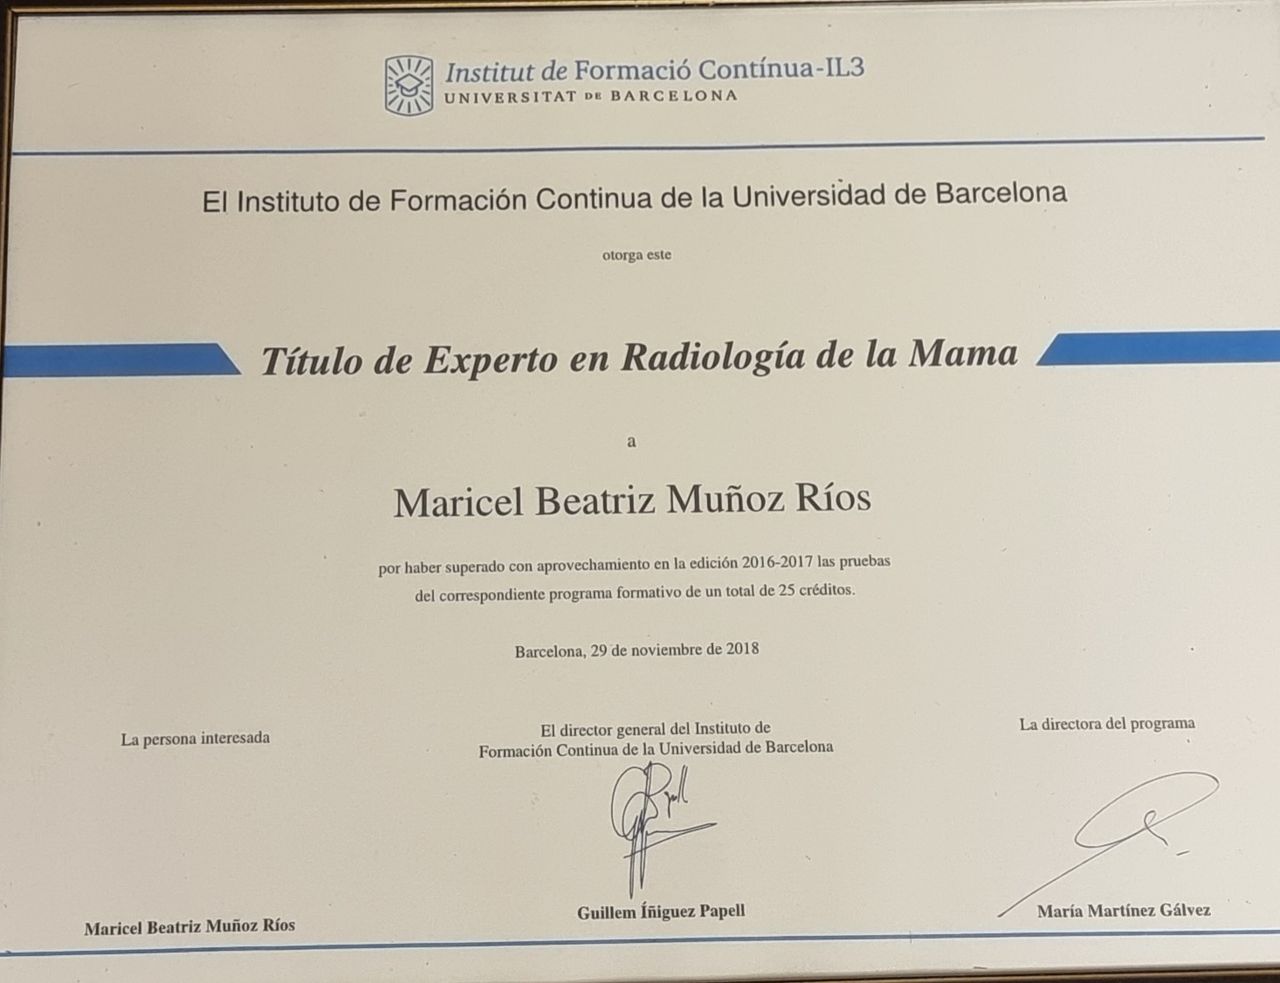 Institut de Formació Contínua-IL3
UNIVERSITAT DE BARCELONA
El Instituto de Formación Continua de la Universidad de Barcelona
otorga este
Título de Experto en Radiología de la Mama
a
Maricel Beatriz Muñoz Ríos
por haber superado con aprovechamiento en la edición 2016-2017 las pruebas
del correspondiente programa formativo de un total de 25 créditos.
Barcelona, 29 de noviembre de 2018
La persona interesada
Maricel Beatriz Muñoz Ríos
El director general del Instituto de
Formación Continua de la Universidad de Barcelona
Guillem Íñiguez Papell
La directora del programa
María Martínez Gálvez